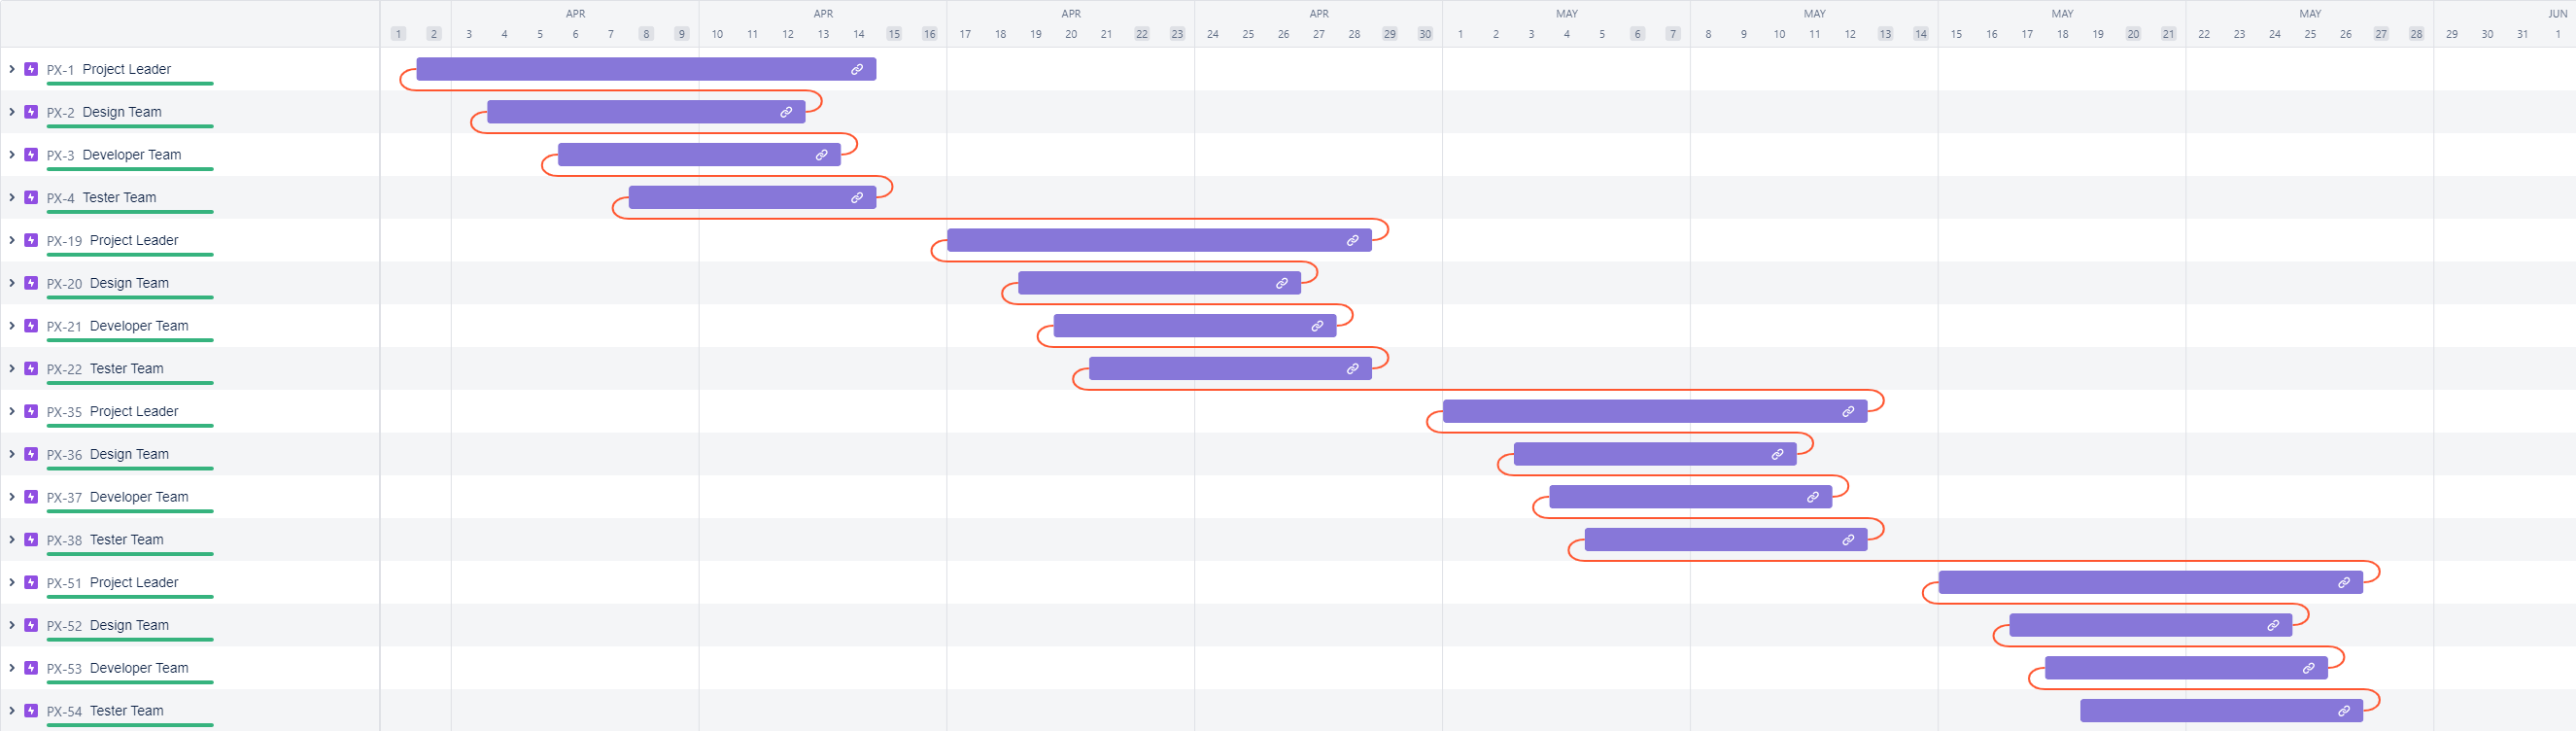 APR APR APR APR MAY MAY MAY MAY JUN
1 2 3 4 5 6 7 8 9 10 11 12 13 14 15 16 17 18 19 20 21 22 23 24 25 26 27 28 29 30 1 2 3 4 5 6 7 8 9 10 11 12 13 14 15 16 17 18 19 20 21 22 23 24 25 26 27 28 29 30 31 1
PX-1 Project Leader
PX-2 Design Team
PX-3 Developer Team
PX-4 Tester Team
PX-19 Project Leader
PX-20 Design Team
PX-21 Developer Team
PX-22 Tester Team
PX-35 Project Leader
PX-36 Design Team
PX-37 Developer Team
PX-38 Tester Team
PX-51 Project Leader
PX-52 Design Team
PX-53 Developer Team
PX-54 Tester Team